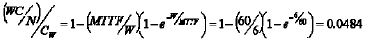 (WC/N)/C_W = 1-(MTTF/W)(1-e^{-W/MTTF}) = 1-(60/6)(1-e^{-6/60}) = 0.0484